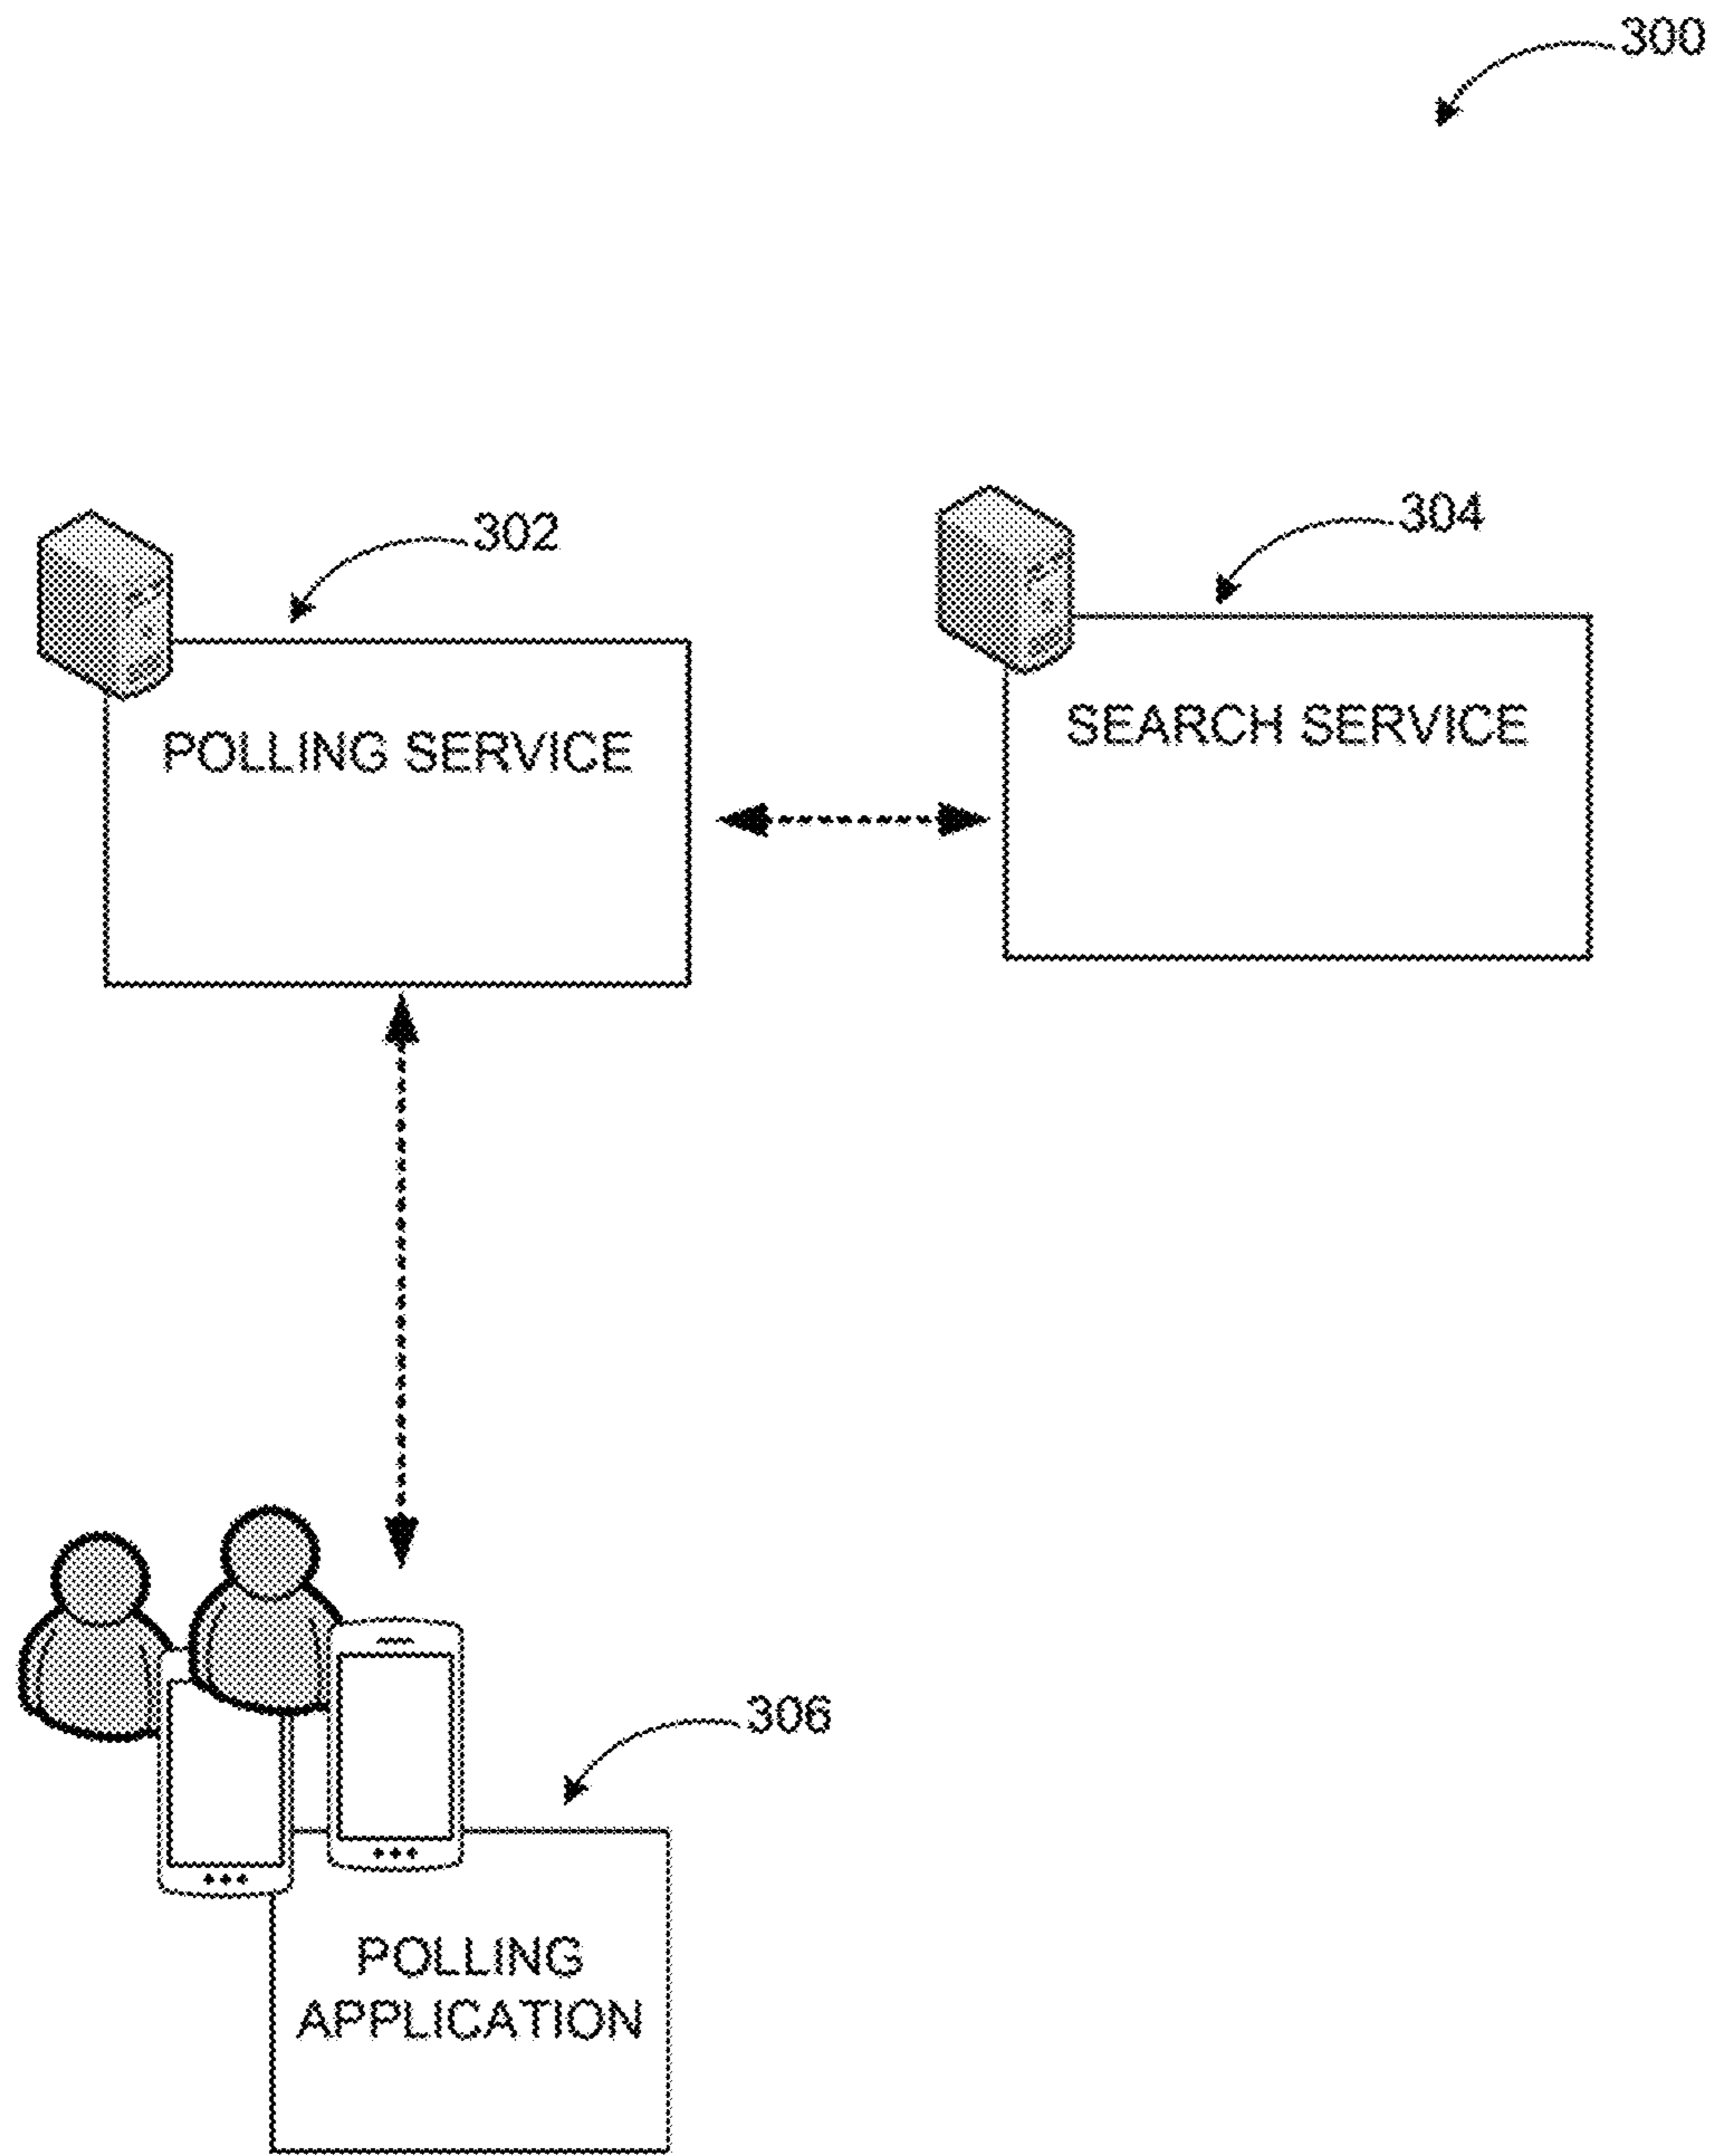 300
302
304
POLLING SERVICE
SEARCH SERVICE
306
POLLING
APPLICATION